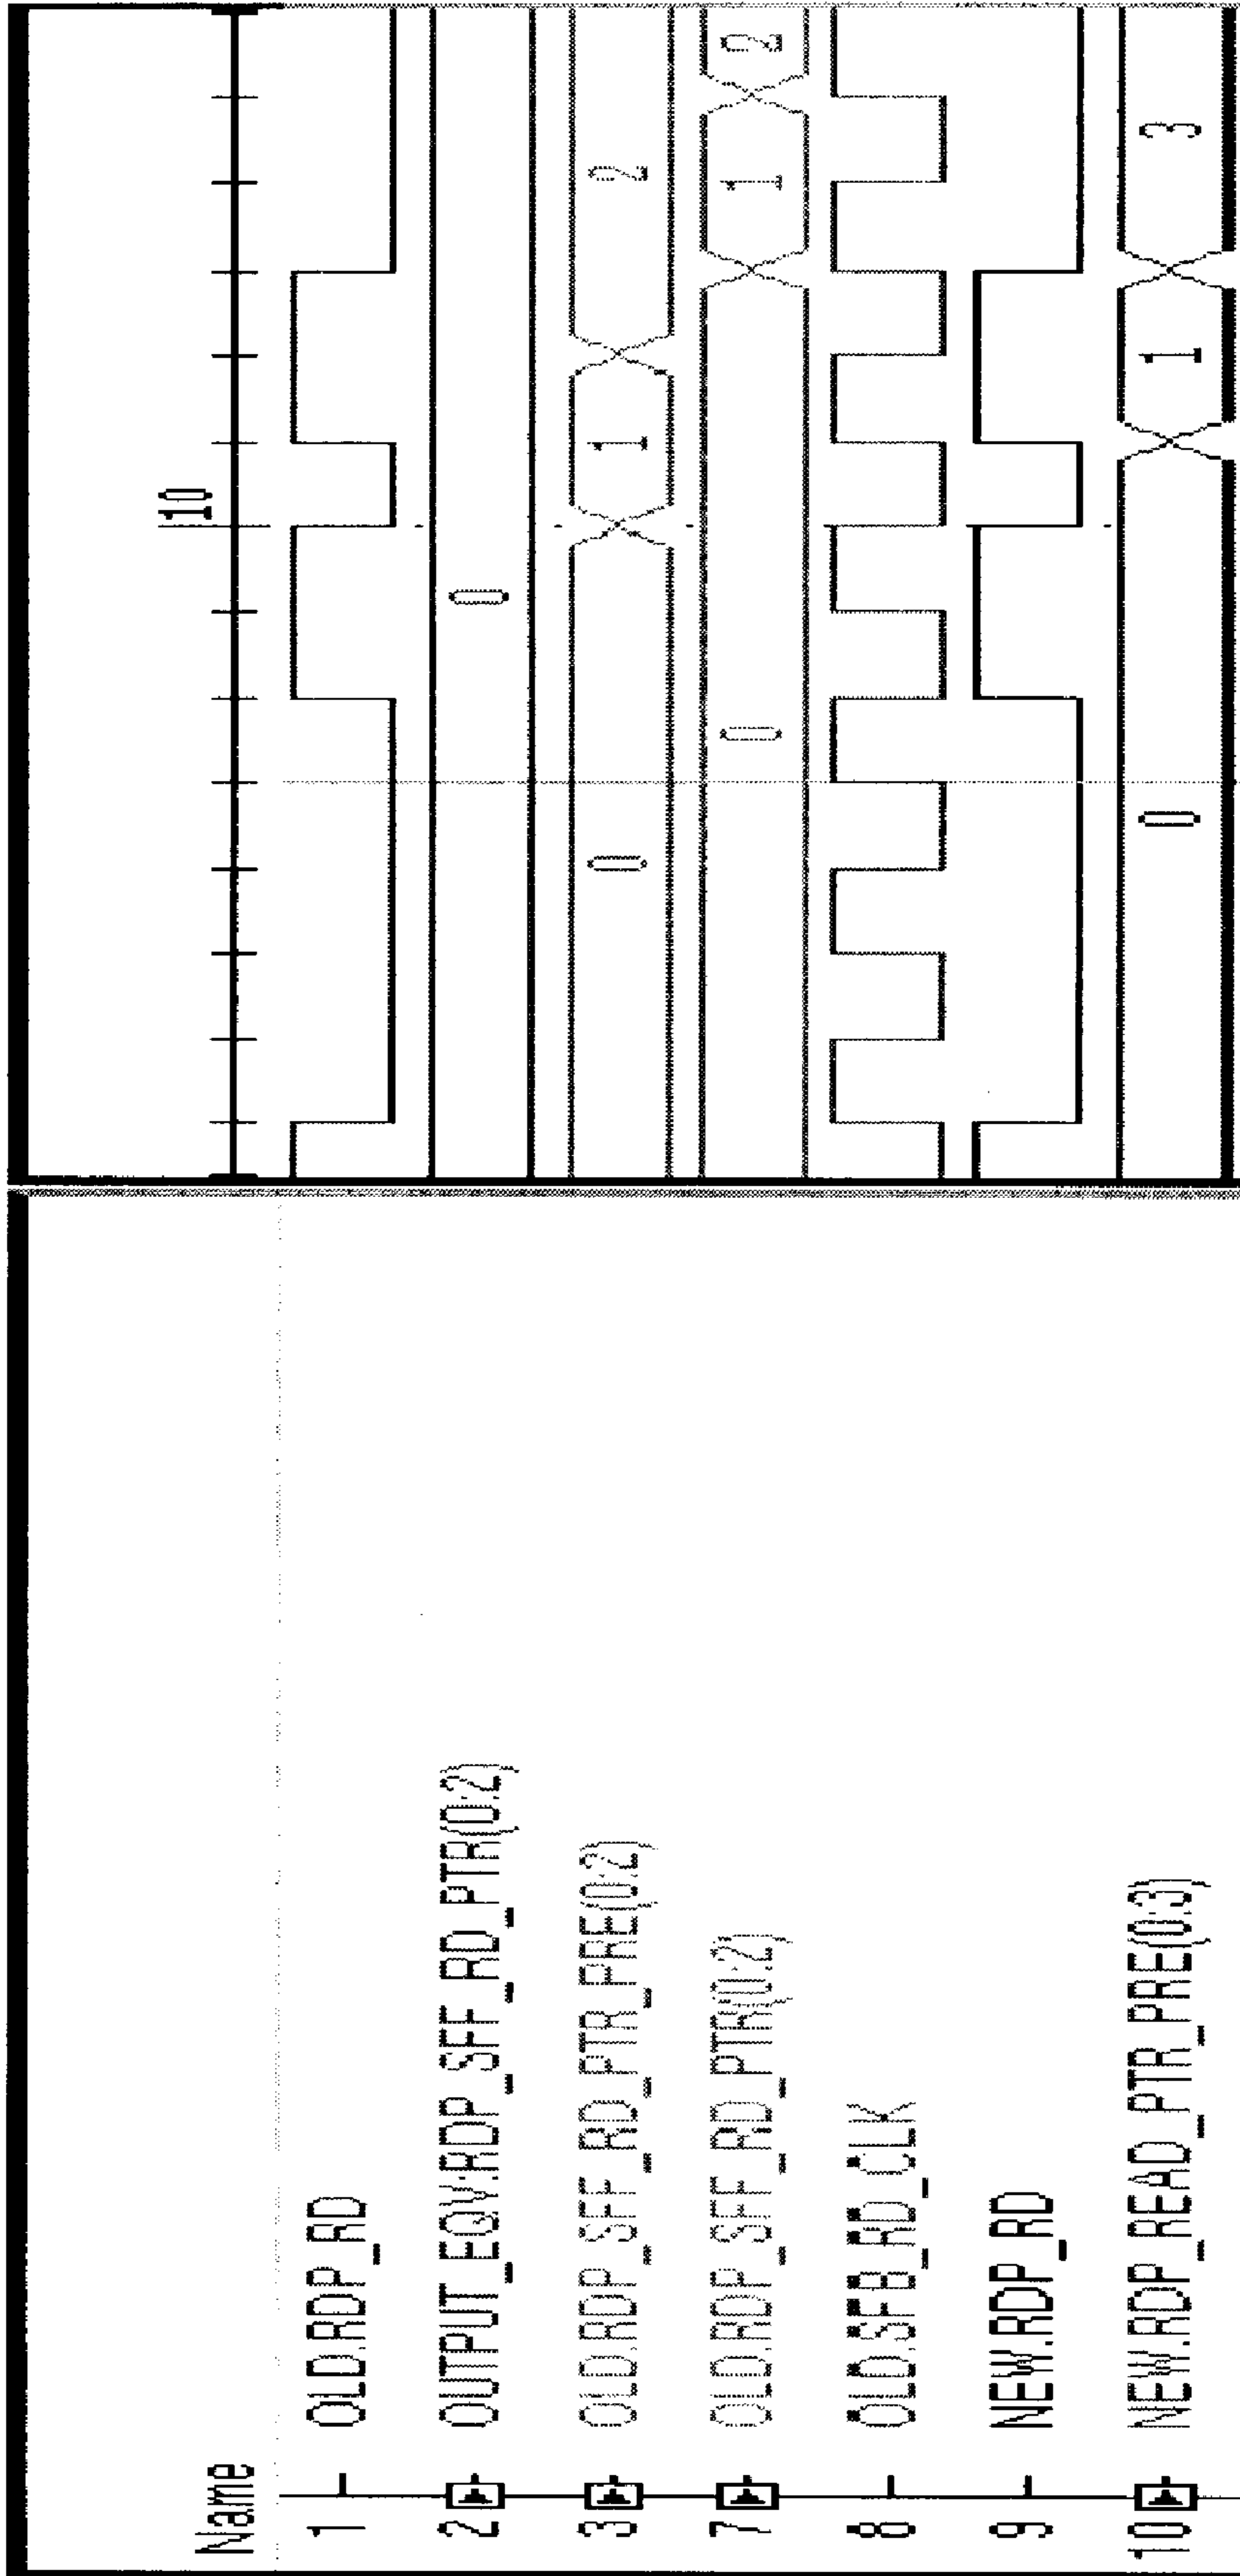 Name 10
1 OLD.RDP_RD
2 OUTPUT_EQV:RDP_SFF_RD_PTR(0:2) 0
3 OLD.RDP_SFF_RD_PTR_PRE(0:2) 0 1 2
7 OLD.RDP_SFF_RD_PTR(0:2) 0 1 2
8 OLD.SFB_RD_CLK
9 NEW.RDP_RD
10 NEW.RDP_READ_PTR_PRE(0:3) 0 1 3